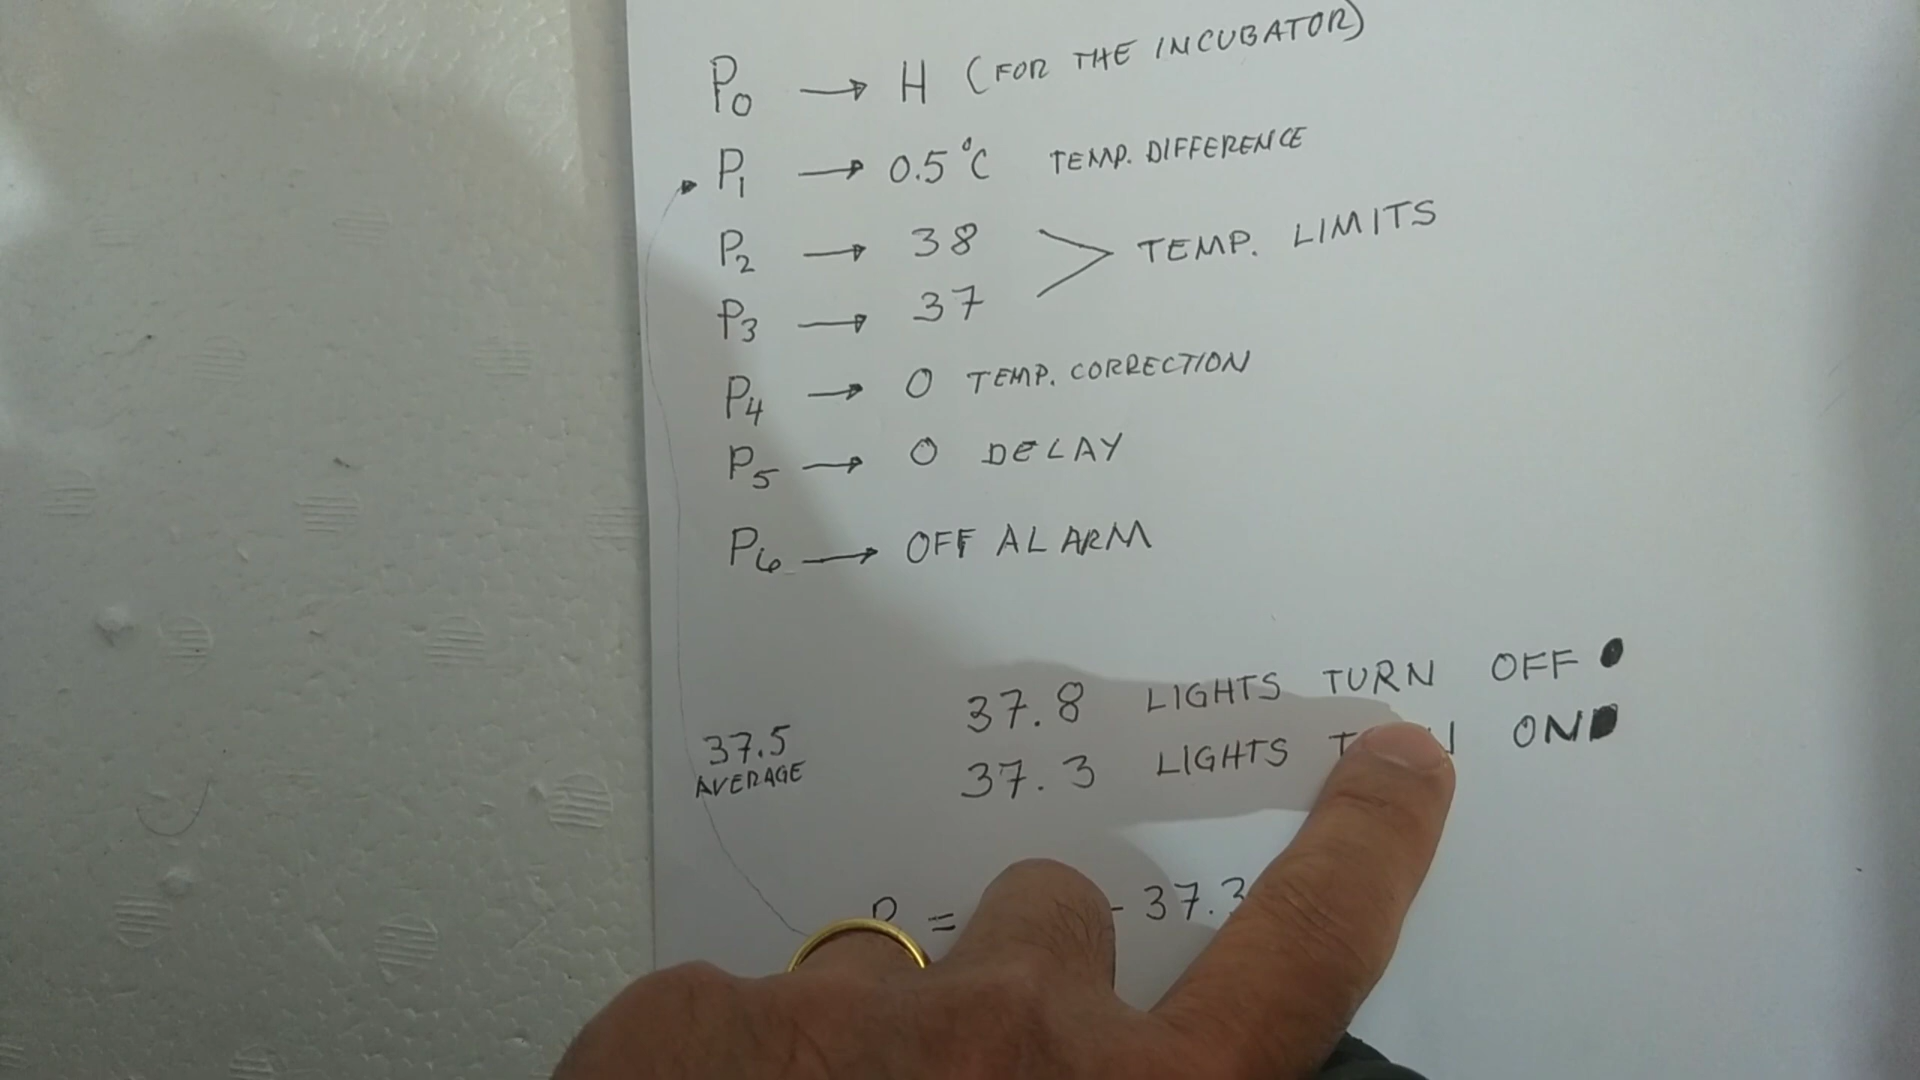 P0 → H (FOR THE INCUBATOR)
P1 → 0.5°C TEMP. DIFFERENCE
P2 → 38
P3 → 37
TEMP. LIMITS
P4 → 0 TEMP. CORRECTION
P5 → 0 DELAY
P6 → OFF ALARM
37.8 LIGHTS TURN OFF
37.3 LIGHTS ON
37.5
AVERAGE
= - 37.3